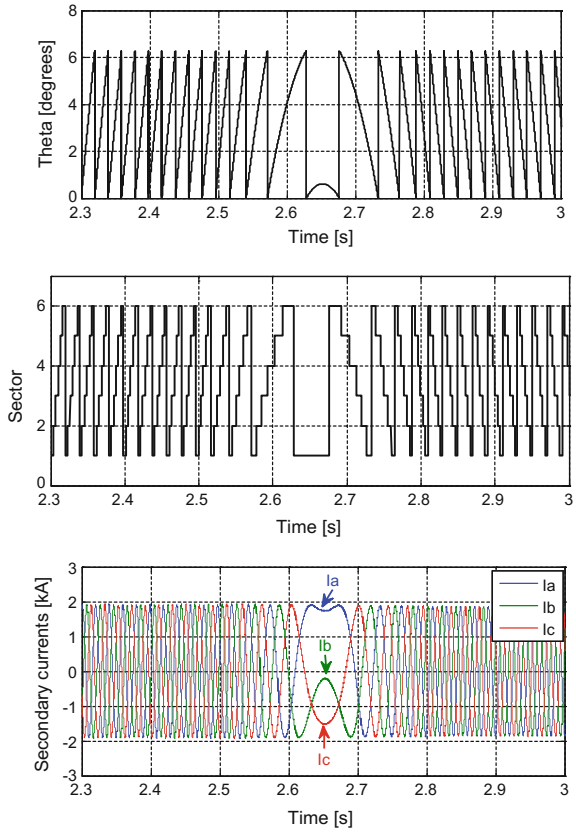 8
6
4
2
0
Theta [degrees]
2.3 2.4 2.5 2.6 2.7 2.8 2.9 3
Time [s]
6
4
2
0
Sector
2.3 2.4 2.5 2.6 2.7 2.8 2.9 3
Time [s]
3
2
1
0
-1
-2
-3
Secondary currents [kA]
Ia
Ib
Ic
Ia
Ib
Ic
2.3 2.4 2.5 2.6 2.7 2.8 2.9 3
Time [s]